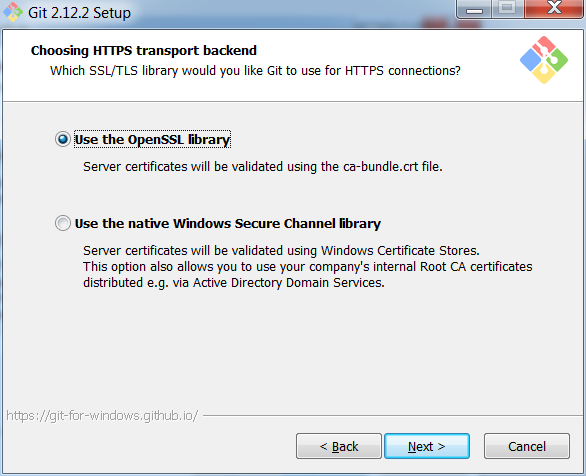 Git 2.12.2 Setup
Choosing HTTPS transport backend
Which SSL/TLS library would you like Git to use for HTTPS connections?
Use the OpenSSL library
Server certificates will be validated using the ca-bundle.crt file.
Use the native Windows Secure Channel library
Server certificates will be validated using Windows Certificate Stores.
This option also allows you to use your company's internal Root CA certificates
distributed e.g. via Active Directory Domain Services.
https://git-for-windows.github.io/
< Back
Next >
Cancel